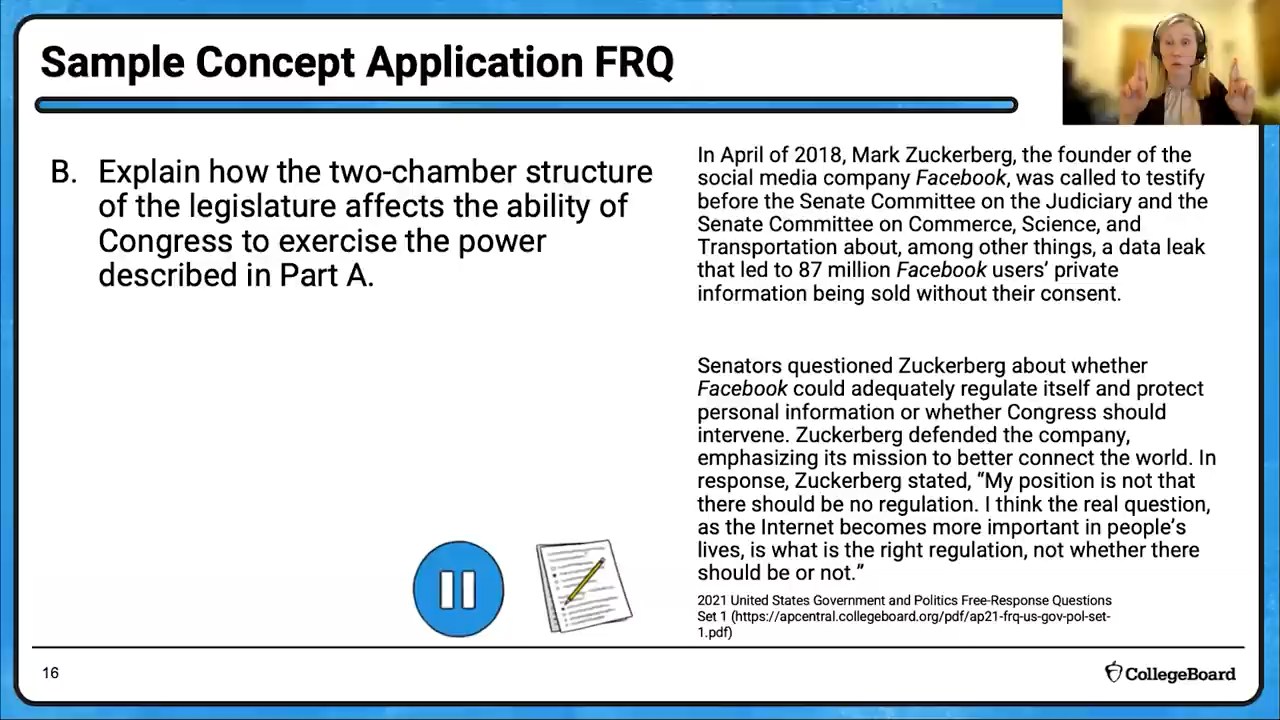 Sample Concept Application FRQ
B. Explain how the two-chamber structure
of the legislature affects the ability of
Congress to exercise the power
described in Part A.
In April of 2018, Mark Zuckerberg, the founder of the
social media company Facebook, was called to testify
before the Senate Committee on the Judiciary and the
Senate Committee on Commerce, Science, and
Transportation about, among other things, a data leak
that led to 87 million Facebook users’ private
information being sold without their consent.
Senators questioned Zuckerberg about whether
Facebook could adequately regulate itself and protect
personal information or whether Congress should
intervene. Zuckerberg defended the company,
emphasizing its mission to better connect the world. In
response, Zuckerberg stated, “My position is not that
there should be no regulation. I think the real question,
as the Internet becomes more important in people’s
lives, is what is the right regulation, not whether there
should be or not.”
2021 United States Government and Politics Free-Response Questions
Set 1 (https://apcentral.collegeboard.org/pdf/ap21-frq-us-gov-pol-set-
1.pdf)
16
CollegeBoard